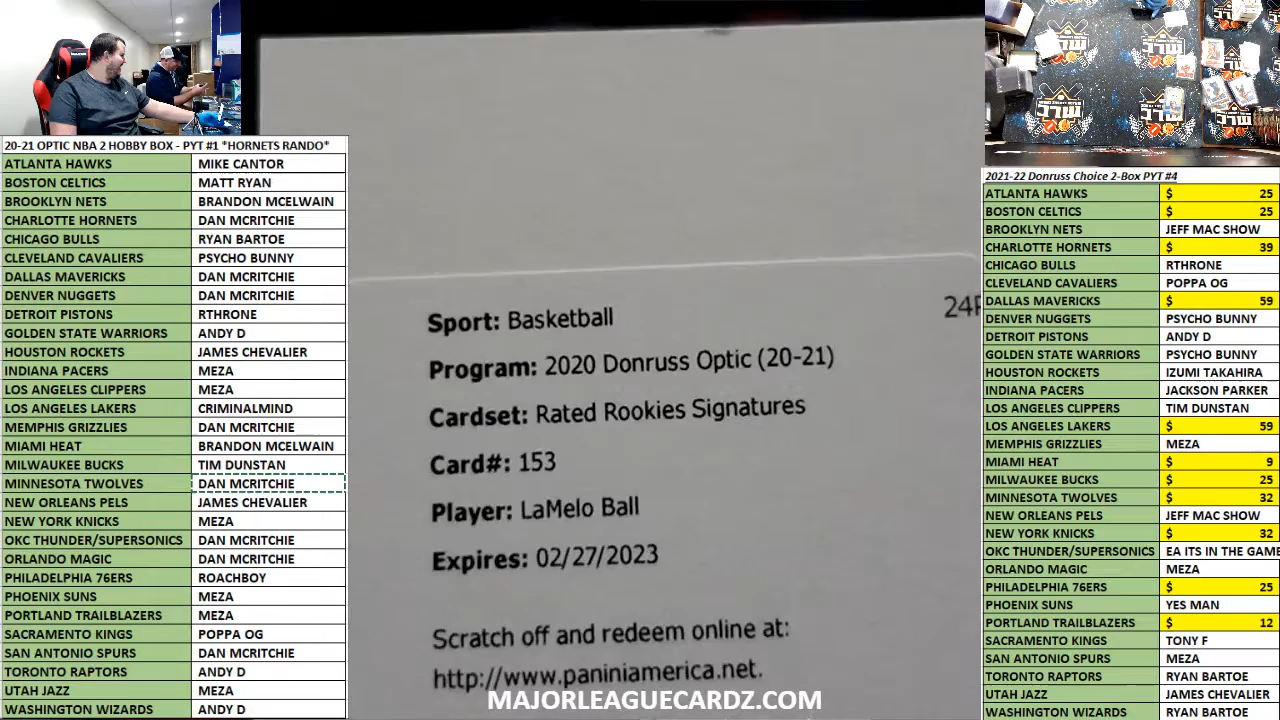 20-21 OPTIC NBA 2 HOBBY BOX - PYT #1 *HORNETS RANDO*
ATLANTA HAWKS MIKE CANTOR
BOSTON CELTICS MATT RYAN
BROOKLYN NETS BRANDON MCELWAIN
CHARLOTTE HORNETS DAN MCRITCHIE
CHICAGO BULLS RYAN BARTOE
CLEVELAND CAVALIERS PSYCHO BUNNY
DALLAS MAVERICKS DAN MCRITCHIE
DENVER NUGGETS DAN MCRITCHIE
DETROIT PISTONS RTHRONE
GOLDEN STATE WARRIORS ANDY D
HOUSTON ROCKETS JAMES CHEVALIER
INDIANA PACERS MEZA
LOS ANGELES CLIPPERS MEZA
LOS ANGELES LAKERS CRIMINALMIND
MEMPHIS GRIZZLIES DAN MCRITCHIE
MIAMI HEAT BRANDON MCELWAIN
MILWAUKEE BUCKS TIM DUNSTAN
MINNESOTA TWOLVES DAN MCRITCHIE
NEW ORLEANS PELS JAMES CHEVALIER
NEW YORK KNICKS MEZA
OKC THUNDER/SUPERSONICS DAN MCRITCHIE
ORLANDO MAGIC DAN MCRITCHIE
PHILADELPHIA 76ERS ROACHBOY
PHOENIX SUNS MEZA
PORTLAND TRAILBLAZERS MEZA
SACRAMENTO KINGS POPPA OG
SAN ANTONIO SPURS DAN MCRITCHIE
TORONTO RAPTORS ANDY D
UTAH JAZZ MEZA
WASHINGTON WIZARDS ANDY D
24
Sport: Basketball
Program: 2020 Donruss Optic (20-21)
Cardset: Rated Rookies Signatures
Card#: 153
Player: LaMelo Ball
Expires: 02/27/2023
Scratch off and redeem online at:
http://www.paniniamerica.net.
MAJORLEAGUECARDZ.COM
2021-22 Donruss Choice 2-Box PYT #4
ATLANTA HAWKS $ 25
BOSTON CELTICS $ 25
BROOKLYN NETS JEFF MAC SHOW
CHARLOTTE HORNETS $ 39
CHICAGO BULLS RTHRONE
CLEVELAND CAVALIERS POPPA OG
DALLAS MAVERICKS $ 59
DENVER NUGGETS PSYCHO BUNNY
DETROIT PISTONS ANDY D
GOLDEN STATE WARRIORS PSYCHO BUNNY
HOUSTON ROCKETS IZUMI TAKAHIRA
INDIANA PACERS JACKSON PARKER
LOS ANGELES CLIPPERS TIM DUNSTAN
LOS ANGELES LAKERS $ 59
MEMPHIS GRIZZLIES MEZA
MIAMI HEAT $ 9
MILWAUKEE BUCKS $ 25
MINNESOTA TWOLVES $ 32
NEW ORLEANS PELS JEFF MAC SHOW
NEW YORK KNICKS $ 32
OKC THUNDER/SUPERSONICS EA ITS IN THE GAME
ORLANDO MAGIC MEZA
PHILADELPHIA 76ERS $ 25
PHOENIX SUNS YES MAN
PORTLAND TRAILBLAZERS $ 12
SACRAMENTO KINGS TONY F
SAN ANTONIO SPURS MEZA
TORONTO RAPTORS RYAN BARTOE
UTAH JAZZ JAMES CHEVALIER
WASHINGTON WIZARDS RYAN BARTOE